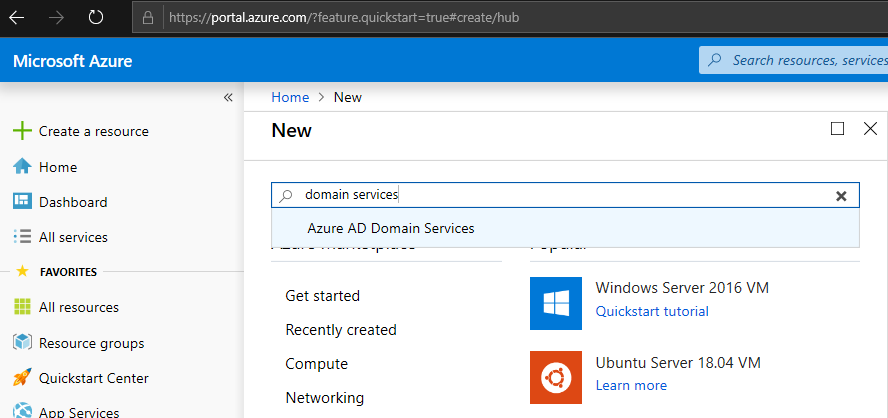 https://portal.azure.com/?feature.quickstart=true#create/hub
Microsoft Azure
Search resources, services
«
Home > New
New
Create a resource
Home
Dashboard
All services
FAVORITES
All resources
Resource groups
Quickstart Center
App Services
domain services
Azure AD Domain Services
Azure Marketplace
Popular
Get started
Recently created
Compute
Networking
Windows Server 2016 VM
Quickstart tutorial
Ubuntu Server 18.04 VM
Learn more